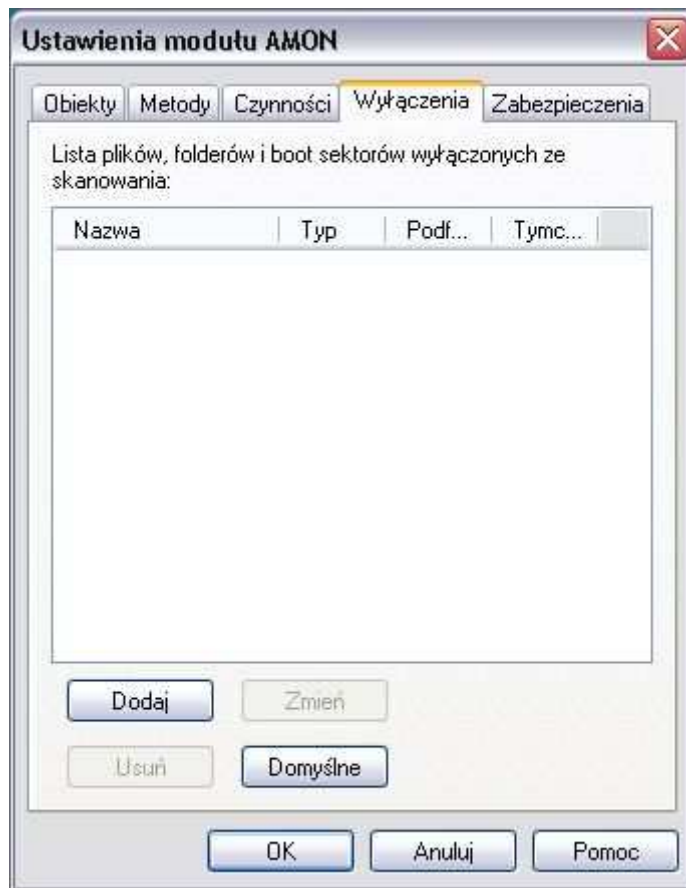 Ustawienia modułu AMON
Obiekty Metody Czynności Wyłączenia Zabezpieczenia
Lista plików, folderów i boot sektorów wyłączonych ze
skanowania:
Nazwa Typ Podf... Tymc...
Dodaj Zmień
Usuń Domyślne
OK Anuluj Pomoc